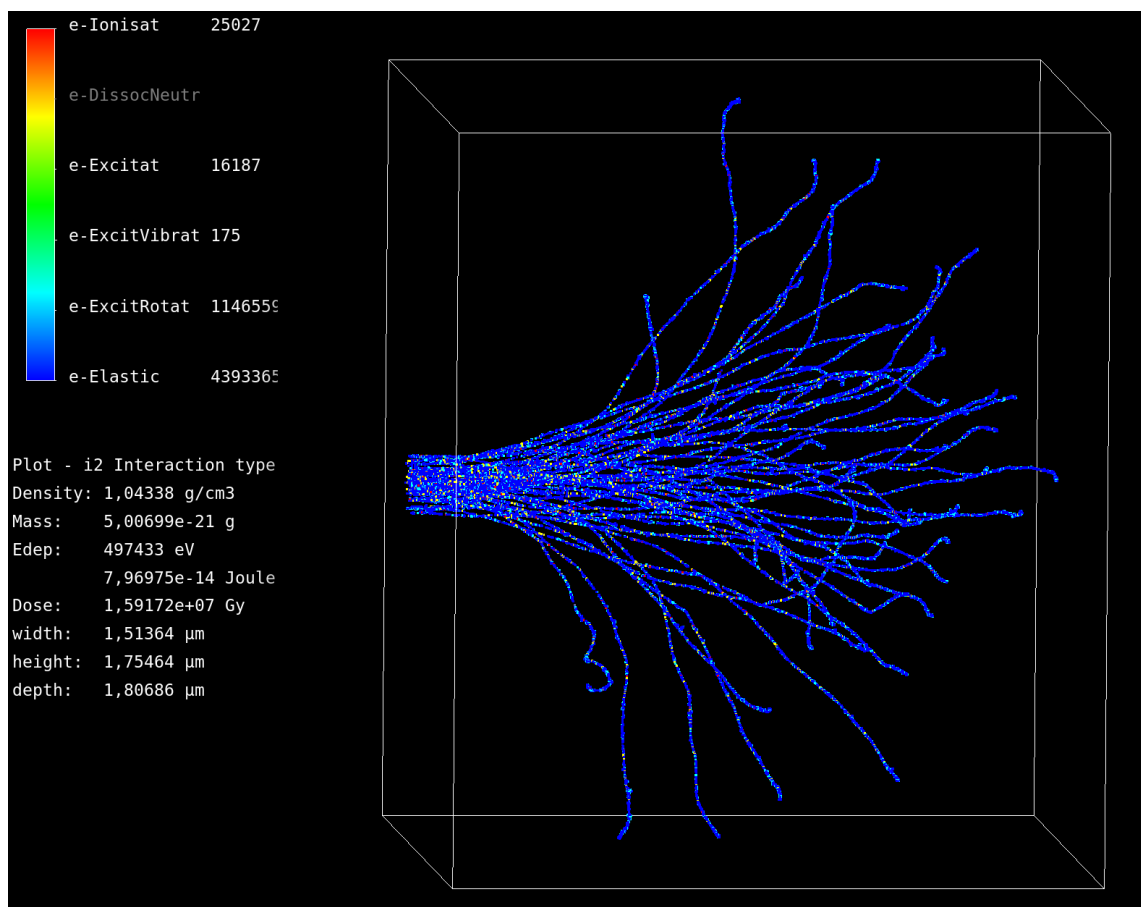 e-Ionisat 25027
e-DissocNeutr
e-Excitat 16187
e-ExcitVibrat 175
e-ExcitRotat 1146559
e-Elastic 4393365
Plot - i2 Interaction type
Density: 1,04338 g/cm3
Mass: 5,00699e-21 g
Edep: 497433 eV
7,96975e-14 Joule
Dose: 1,59172e+07 Gy
width: 1,51364 µm
height: 1,75464 µm
depth: 1,80686 µm